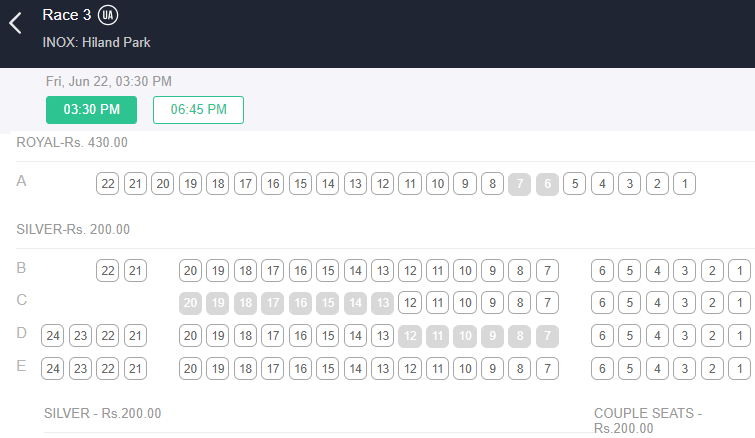 Race 3 UA
INOX: Hiland Park
Fri, Jun 22, 03:30 PM
03:30 PM 06:45 PM
ROYAL-Rs. 430.00
A 22 21 20 19 18 17 16 15 14 13 12 11 10 9 8 7 6 5 4 3 2 1
SILVER-Rs. 200.00
B 22 21 20 19 18 17 16 15 14 13 12 11 10 9 8 7 6 5 4 3 2 1
C 20 19 18 17 16 15 14 13 12 11 10 9 8 7 6 5 4 3 2 1
D 24 23 22 21 20 19 18 17 16 15 14 13 12 11 10 9 8 7 6 5 4 3 2 1
E 24 23 22 21 20 19 18 17 16 15 14 13 12 11 10 9 8 7 6 5 4 3 2 1
SILVER - Rs.200.00 COUPLE SEATS -
Rs.200.00